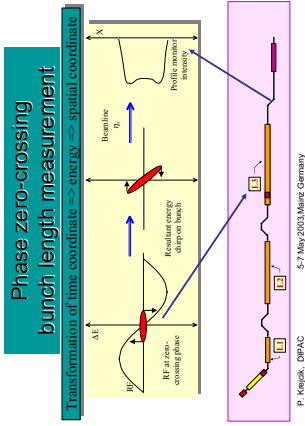 Phase zero-crossing
bunch length measurement
Transformation of time coordinate => energy => spatial coordinate
ΔE
RF
RF at zero-
crossing phase
Resultant energy
chirp on bunch
Beamline
ηx
X
Profile monitor
intensity
L1
L2
L3
P. Krejcik, DIPAC
5-7 May 2003,Mainz Germany